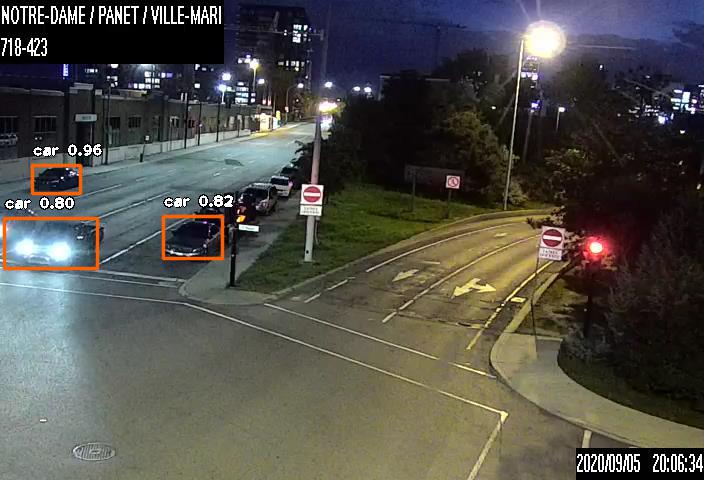 NOTRE-DAME / PANET / VILLE-MARI
718-423
car 0.96
car 0.80
car 0.82
2020/09/05 20:06:34